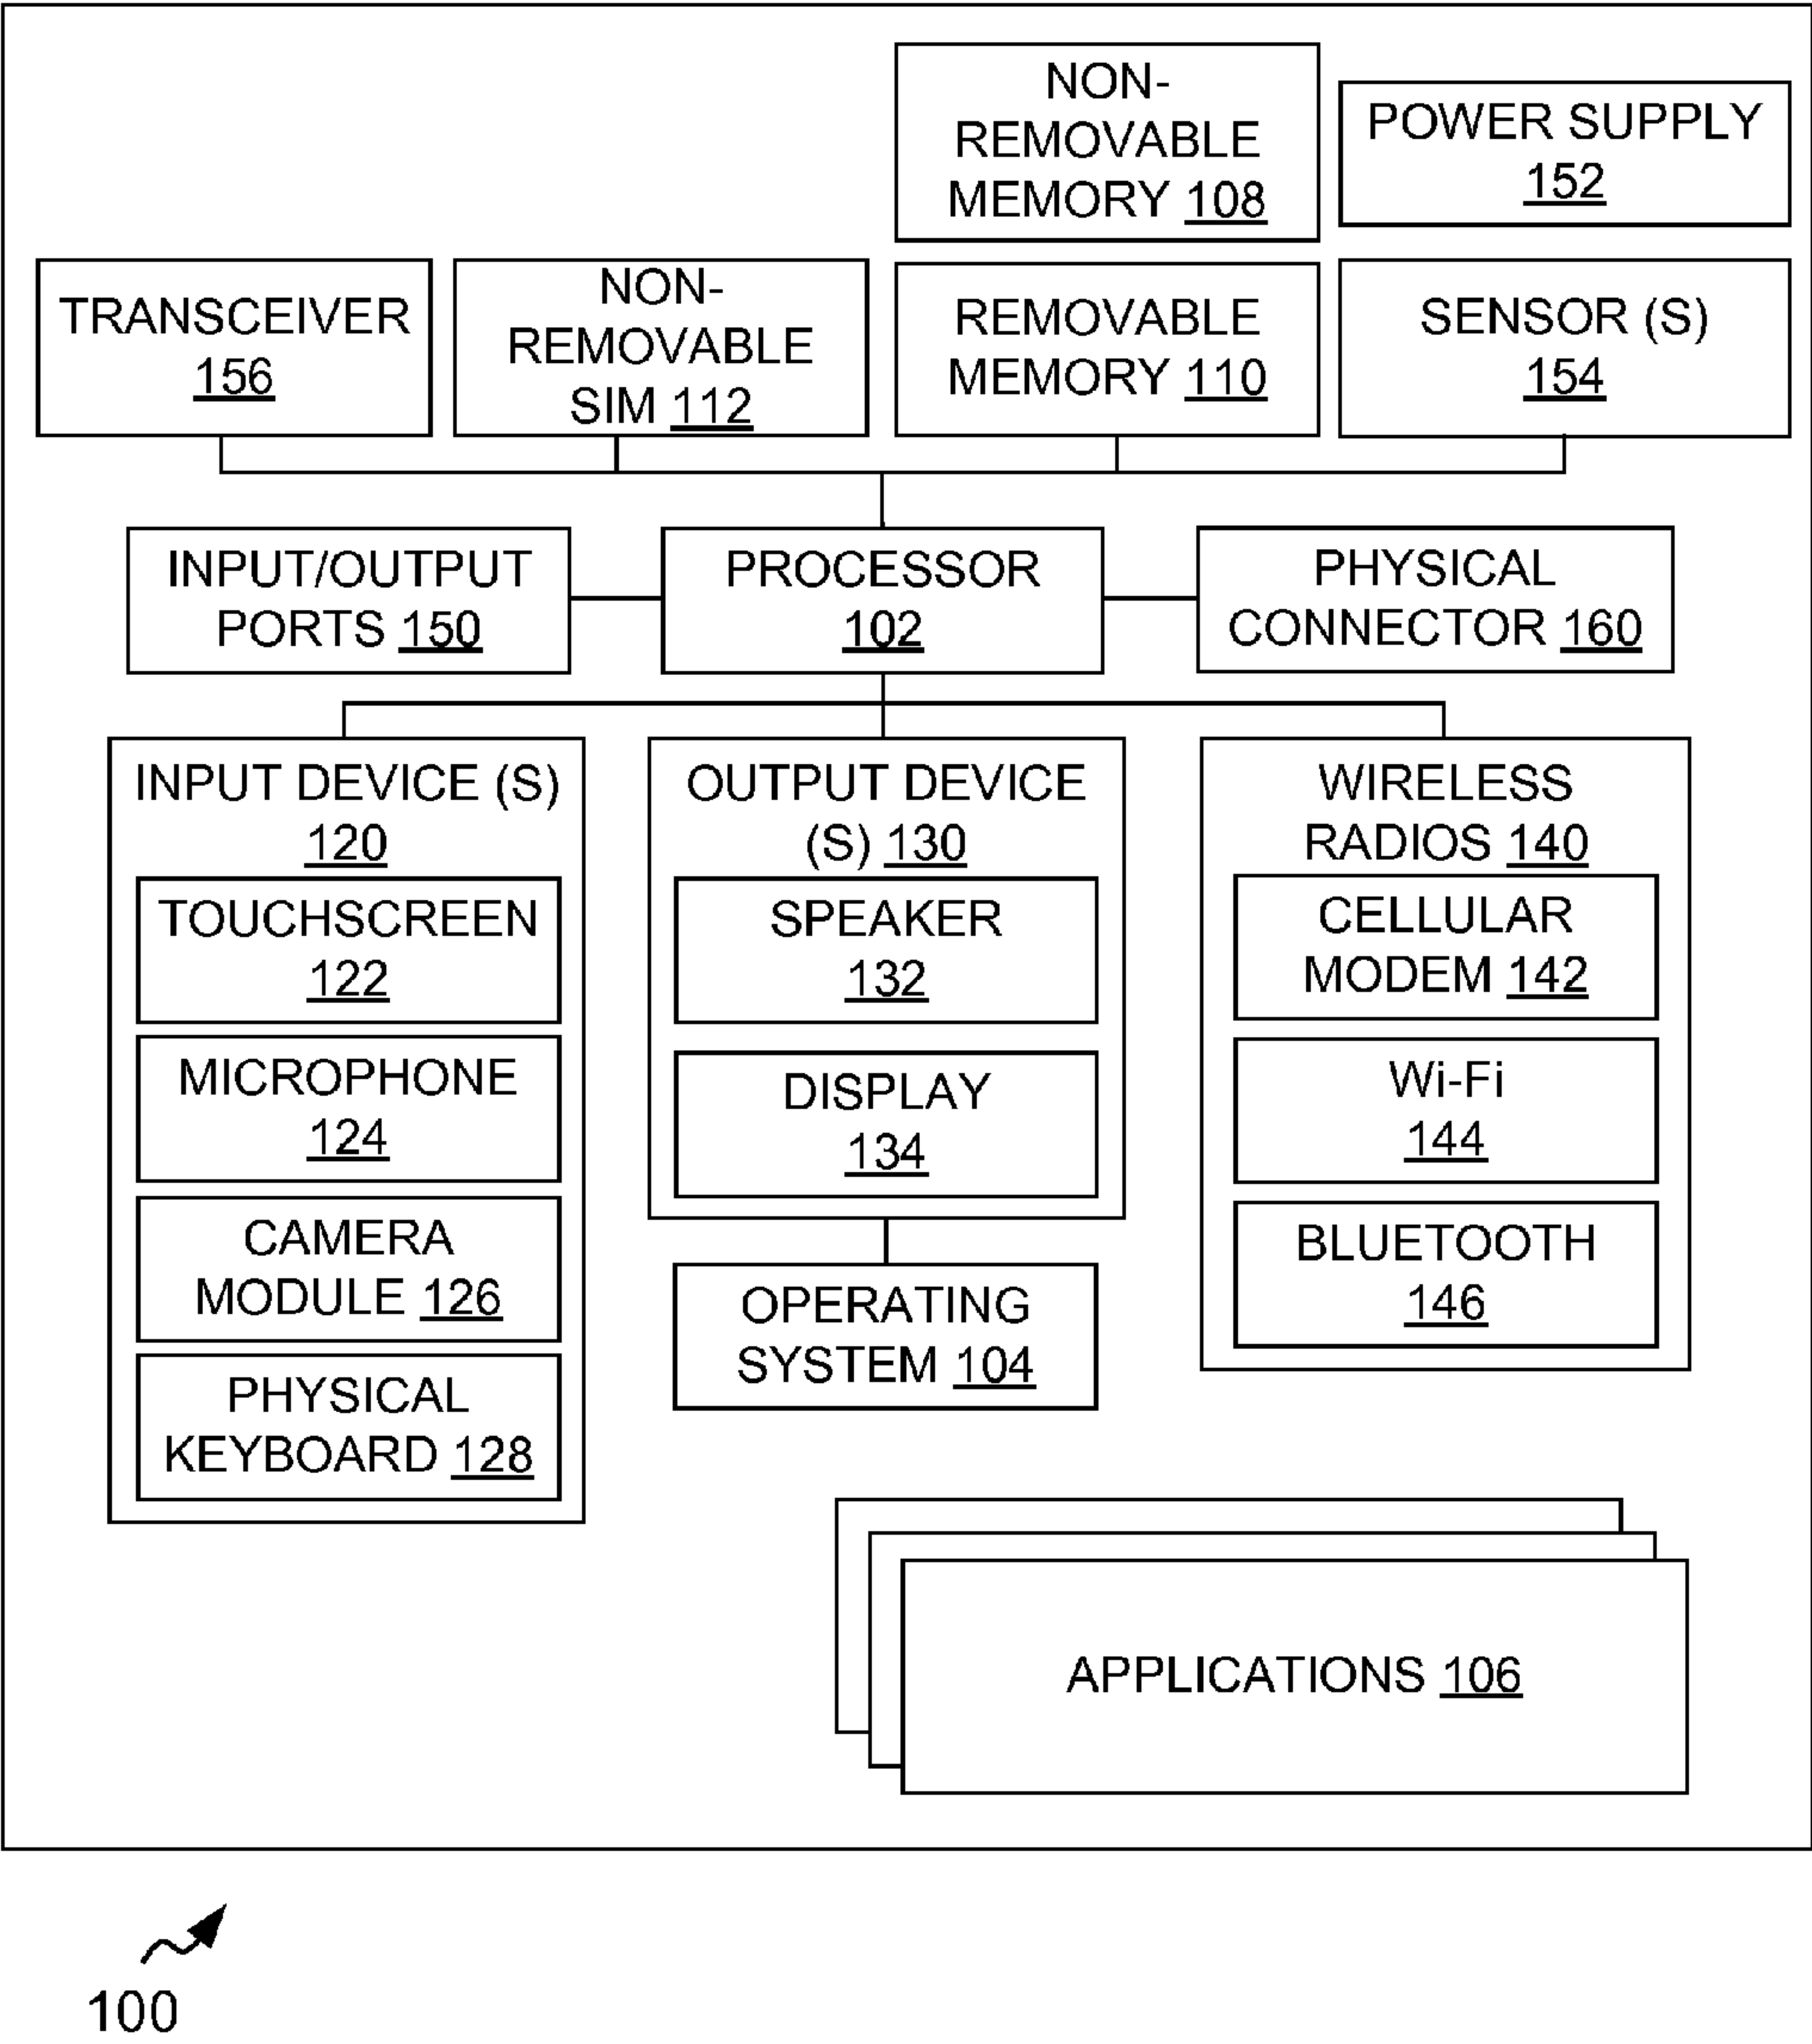 NON-
REMOVABLE
MEMORY 108
POWER SUPPLY
152
TRANSCEIVER
156
NON-
REMOVABLE
SIM 112
REMOVABLE
MEMORY 110
SENSOR (S)
154
INPUT/OUTPUT
PORTS 150
PROCESSOR
102
PHYSICAL
CONNECTOR 160
INPUT DEVICE (S)
120
TOUCHSCREEN
122
MICROPHONE
124
CAMERA
MODULE 126
PHYSICAL
KEYBOARD 128
OUTPUT DEVICE
(S) 130
SPEAKER
132
DISPLAY
134
OPERATING
SYSTEM 104
WIRELESS
RADIOS 140
CELLULAR
MODEM 142
Wi-Fi
144
BLUETOOTH
146
APPLICATIONS 106
100